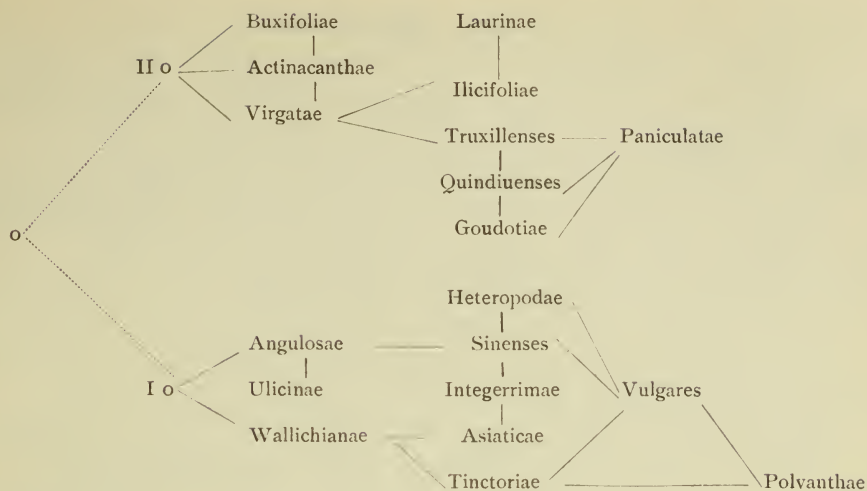 Buxifoliae Laurinae
II o Actinacanthae
Ilicifoliae
Virgatae
Truxillenses Paniculatae
Quindiuenses
Goudotiae
o
Heteropodae
Angulosae Sinenses
I o Ulicinae Integerrimae Vulgares
Wallichianae Asiaticae
Tinctoriae Polyanthae